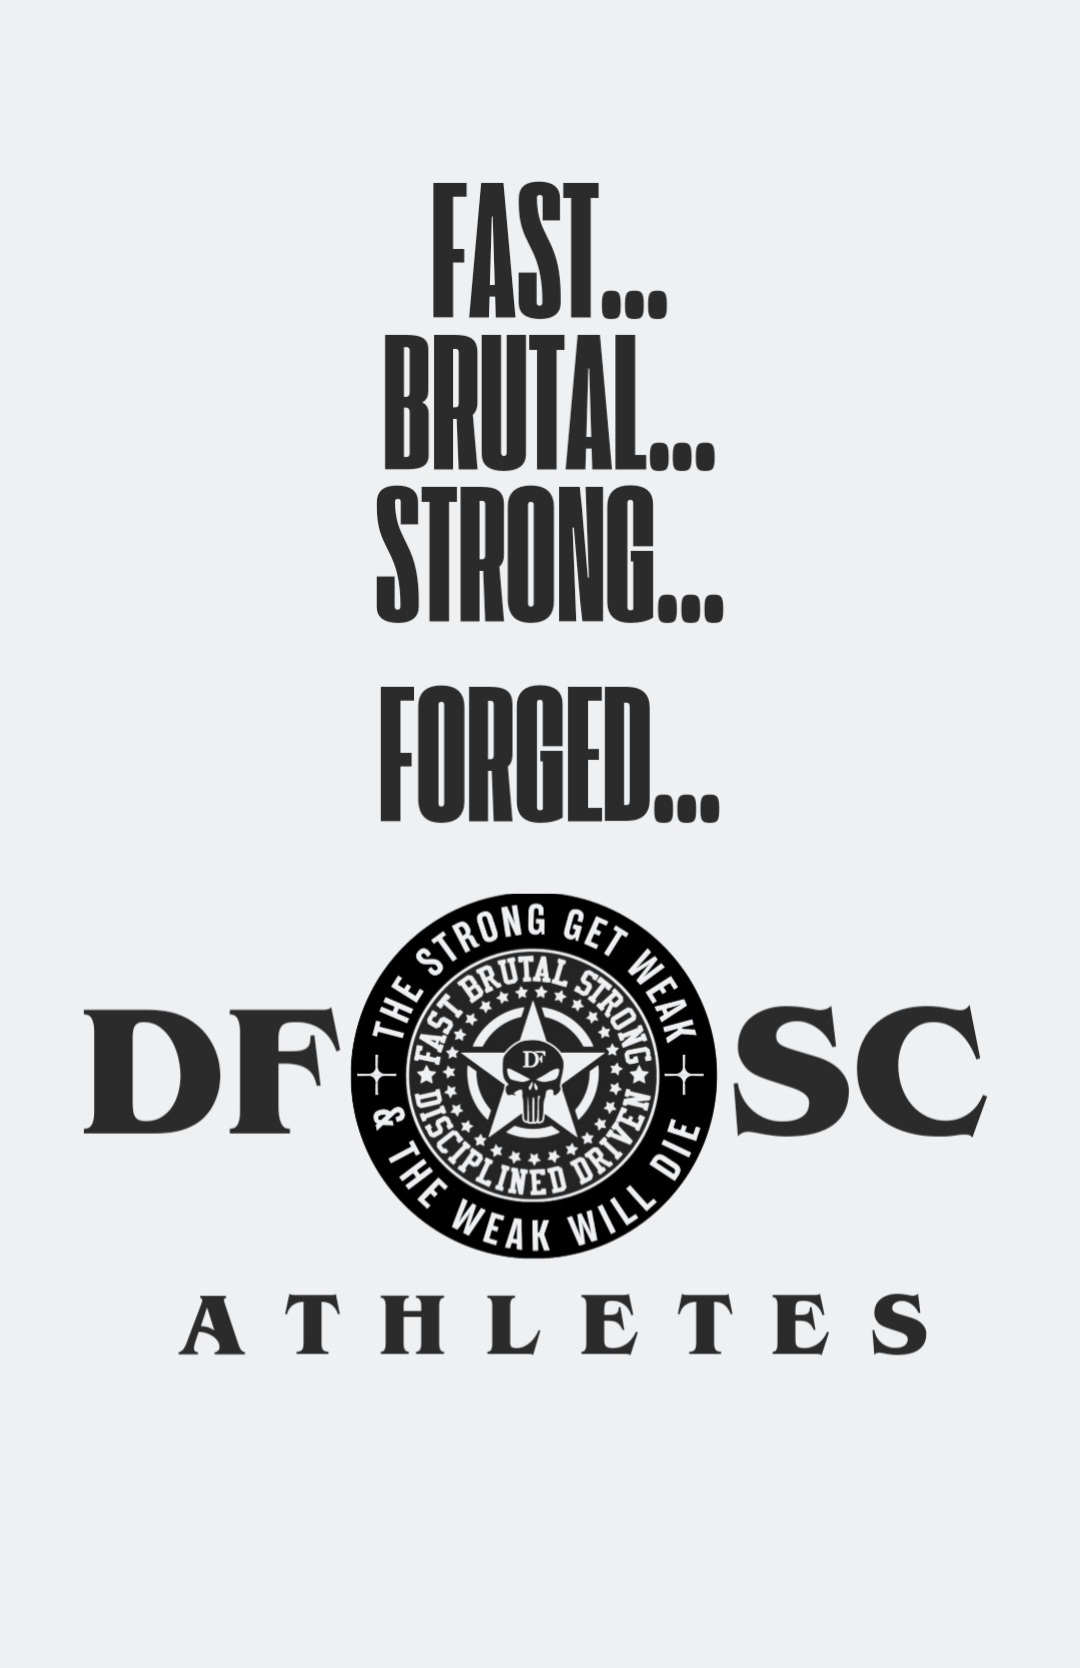 FAST...
BRUTAL...
STRONG...
FORGED...
THE STRONG GET WEAK
& THE WEAK WILL DIE
FAST BRUTAL STRONG
DISCIPLINED DRIVEN
DF
DF SC
ATHLETES